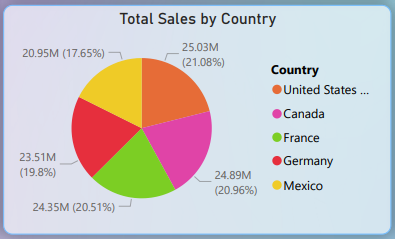 Total Sales by Country
20.95M (17.65%)
25.03M
(21.08%)
23.51M
(19.8%)
24.89M
(20.96%)
24.35M (20.51%)
Country
United States ...
Canada
France
Germany
Mexico